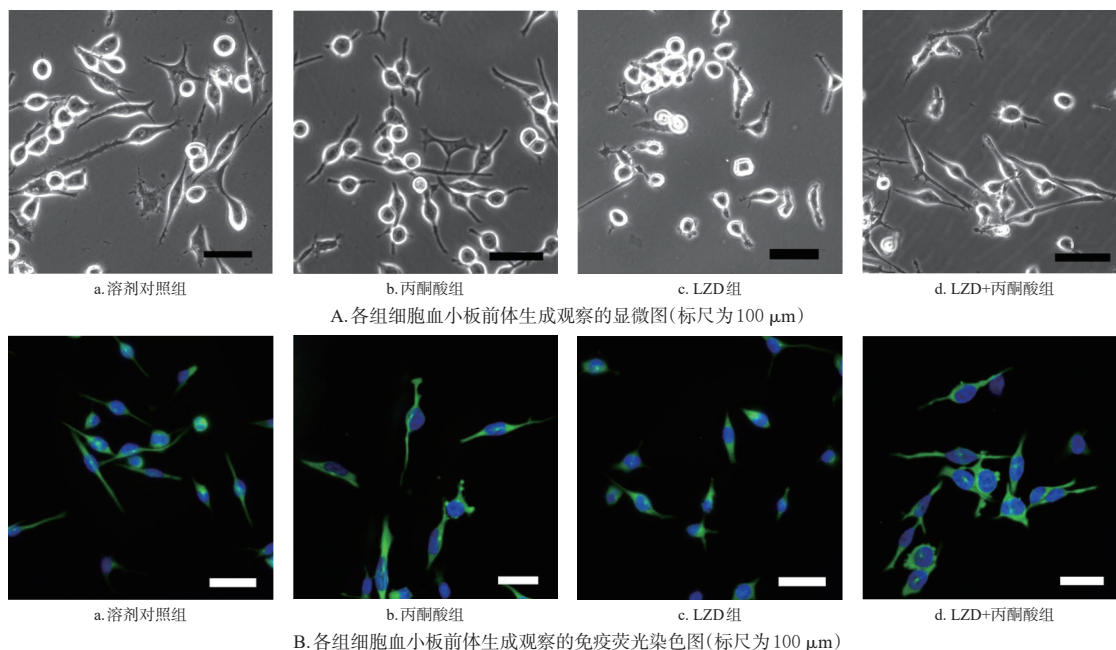 a. 溶剂对照组 b. 丙酮酸组 c. LZD组 d. LZD+丙酮酸组
A. 各组细胞血小板前体生成观察的显微图(标尺为100 μm)
a. 溶剂对照组 b. 丙酮酸组 c. LZD组 d. LZD+丙酮酸组
B. 各组细胞血小板前体生成观察的免疫荧光染色图(标尺为100 μm)